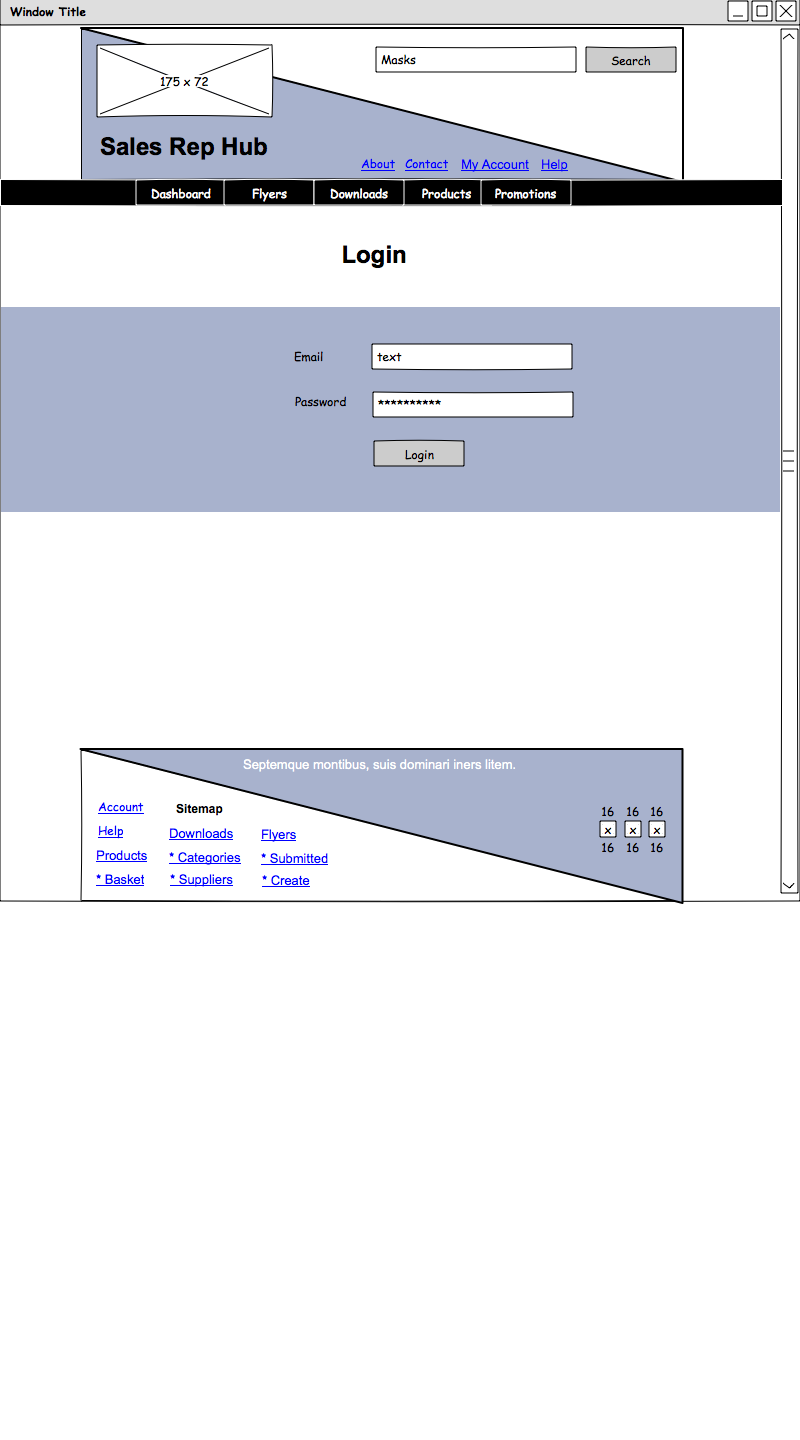 Window Title
Masks
Search
175 x 72
Sales Rep Hub
About Contact My Account Help
Dashboard Flyers Downloads Products Promotions
Login
Email text
Password **********
Login
Septemque montibus, suis dominari iners litem.
Account Sitemap
Help Downloads Flyers
Products * Categories * Submitted
* Basket * Suppliers * Create
16 16 16
x x x
16 16 16